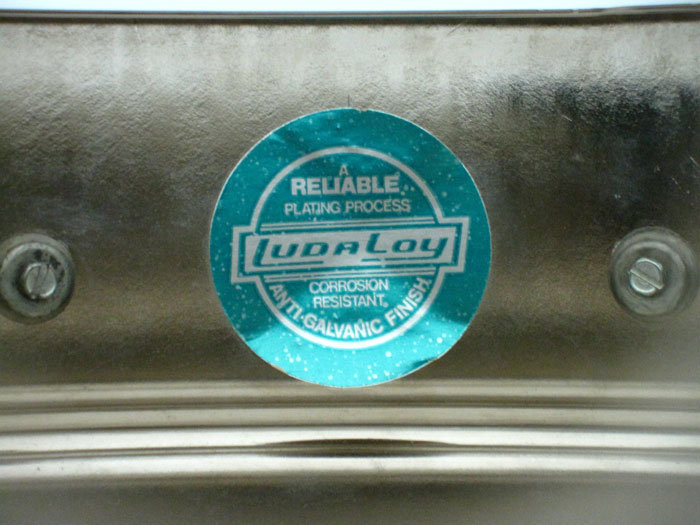 A
RELIABLE
PLATING PROCESS
LUDALOY
CORROSION
RESISTANT
ANTI-GALVANIC FINISH